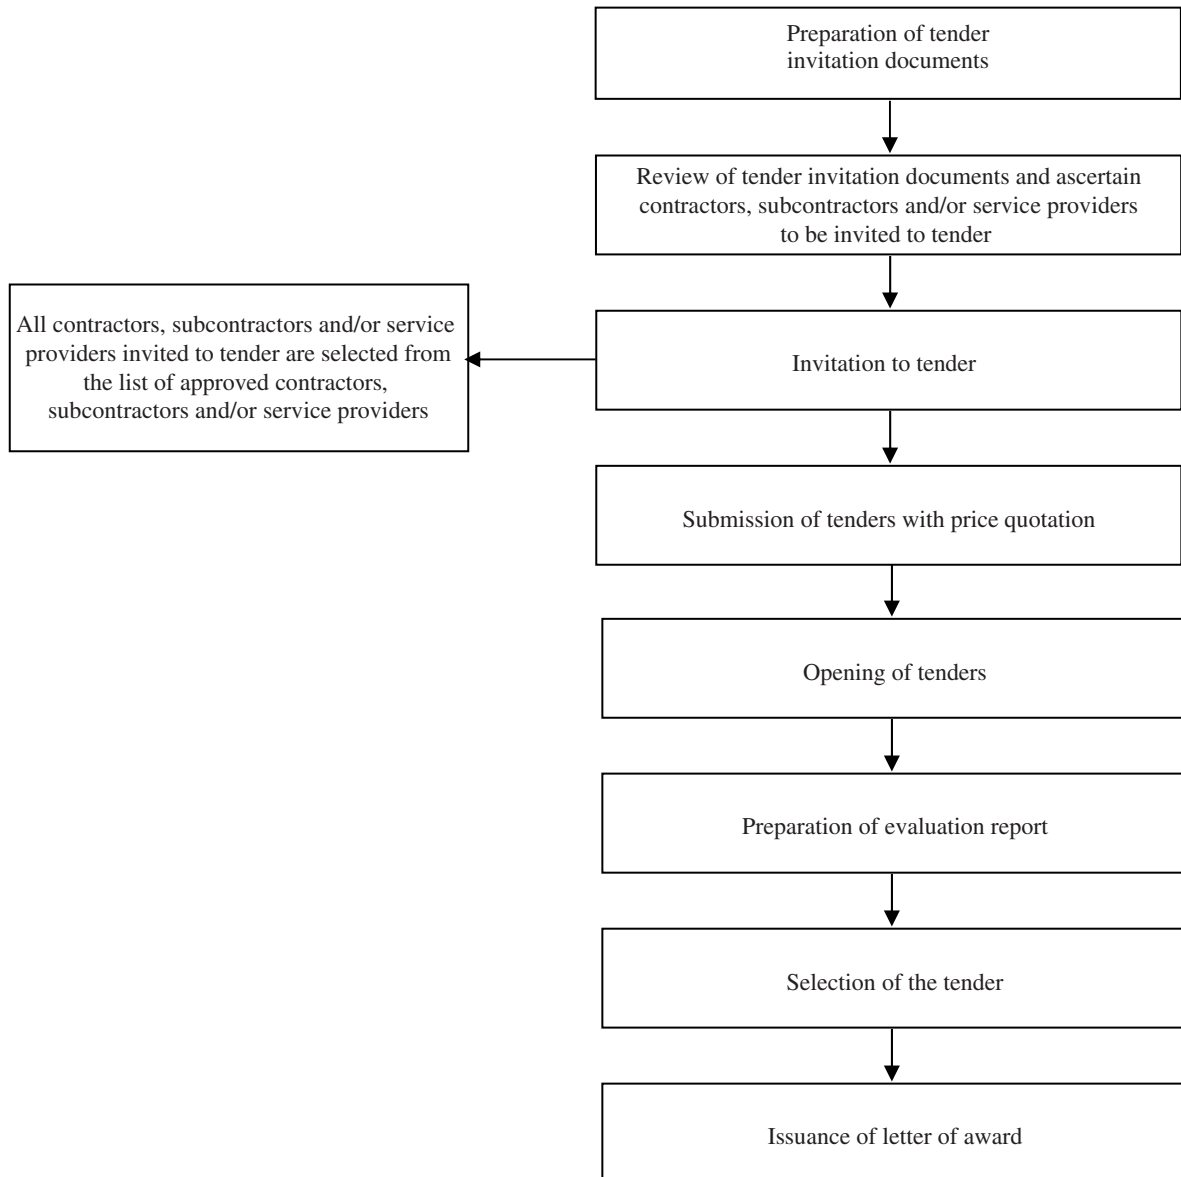 Preparation of tender
invitation documents
Review of tender invitation documents and ascertain
contractors, subcontractors and/or service providers
to be invited to tender
All contractors, subcontractors and/or service
providers invited to tender are selected from
the list of approved contractors,
subcontractors and/or service providers
Invitation to tender
Submission of tenders with price quotation
Opening of tenders
Preparation of evaluation report
Selection of the tender
Issuance of letter of award